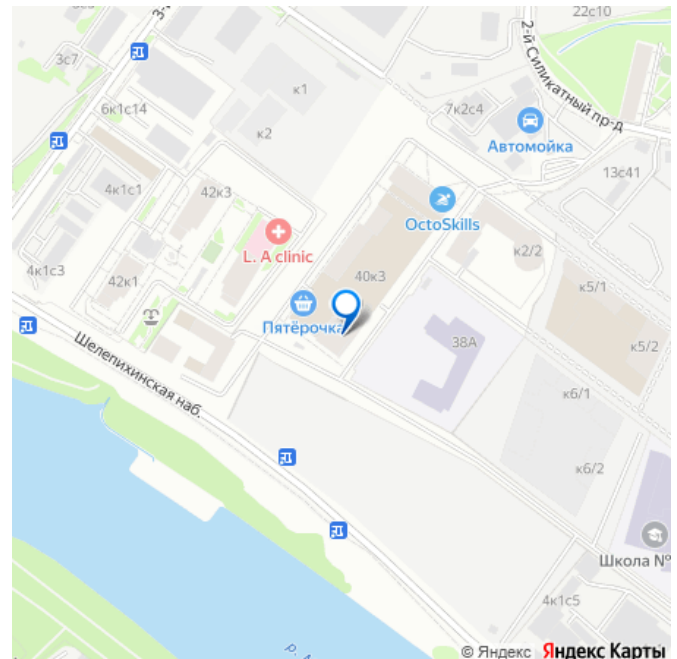 22с10
2-й Силикатный пр-д
3с7
к1
6к1с14
7к2с4
к2
Автомойка
13с41
4к1с1
42к3
OctoSkills
L. A clinic
к2/2
4к1с3
42к1
40к3
к5/1
Пятёрочка
38А
к5/2
Шелепихинская наб.
к6/1
к6/2
Школа №
4к1с5
© Яндекс Яндекс Карты